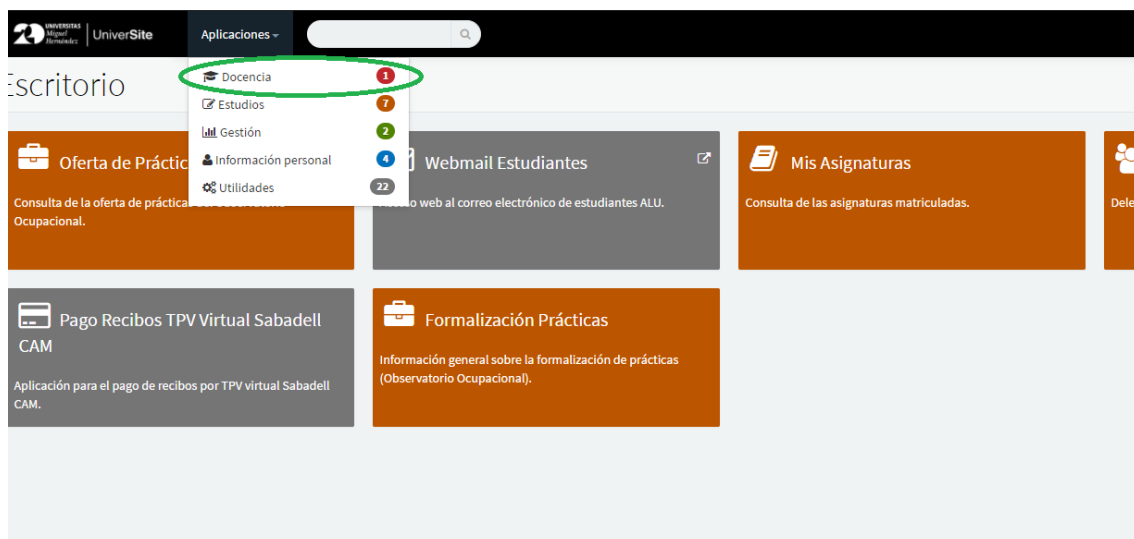 UNIVERSITAS
Miguel
Hernández
UniverSite
Aplicaciones
Escritorio
Docencia 1
Estudios 7
Gestión 2
Información personal 4
Utilidades 22
Oferta de Práctic
Consulta de la oferta de práctica
Ocupacional.
Webmail Estudiantes
web al correo electrónico de estudiantes ALU.
Mis Asignaturas
Consulta de las asignaturas matriculadas.
Dele
Pago Recibos TPV Virtual Sabadell
CAM
Aplicación para el pago de recibos por TPV virtual Sabadell
CAM.
Formalización Prácticas
Información general sobre la formalización de prácticas
(Observatorio Ocupacional).